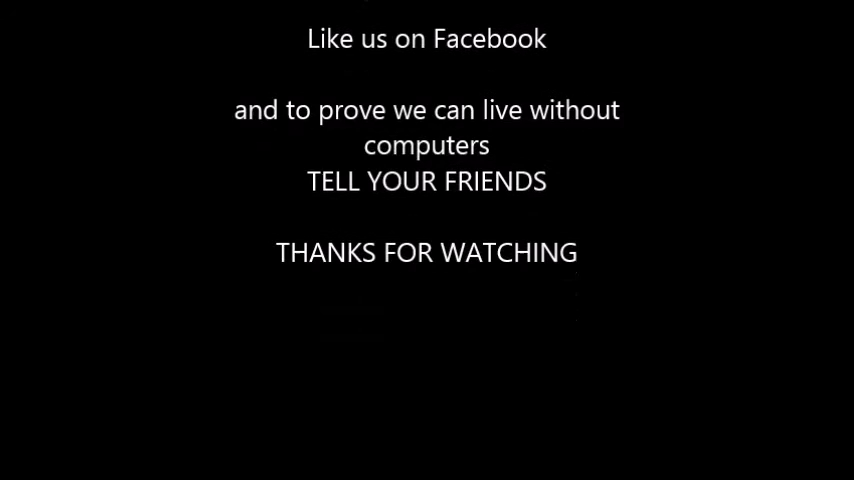 Like us on Facebook
and to prove we can live without
computers
TELL YOUR FRIENDS
THANKS FOR WATCHING